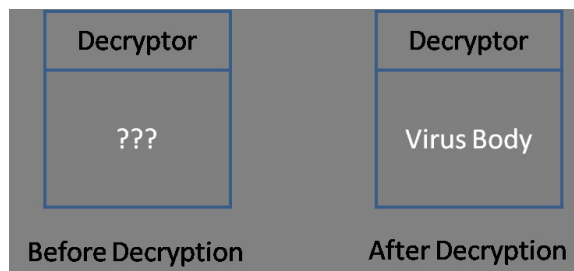 Decryptor
???
Before Decryption
Decryptor
Virus Body
After Decryption